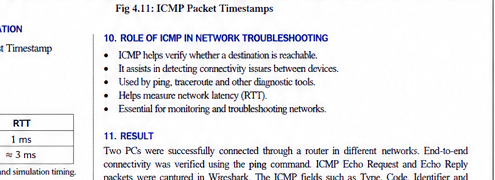 Fig 4.11: ICMP Packet Timestamps
ATION
st Timestamp
RTT
1 ms
≈ 3 ms
and simulation timing.
10. ROLE OF ICMP IN NETWORK TROUBLESHOOTING
• ICMP helps verify whether a destination is reachable.
• It assists in detecting connectivity issues between devices.
• Used by ping, traceroute and other diagnostic tools.
• Helps measure network latency (RTT).
• Essential for monitoring and troubleshooting networks.
11. RESULT
Two PCs were successfully connected through a router in different networks. End-to-end
connectivity was verified using the ping command. ICMP Echo Request and Echo Reply
packets were captured in Wireshark. The ICMP fields such as Type, Code, Identifier and